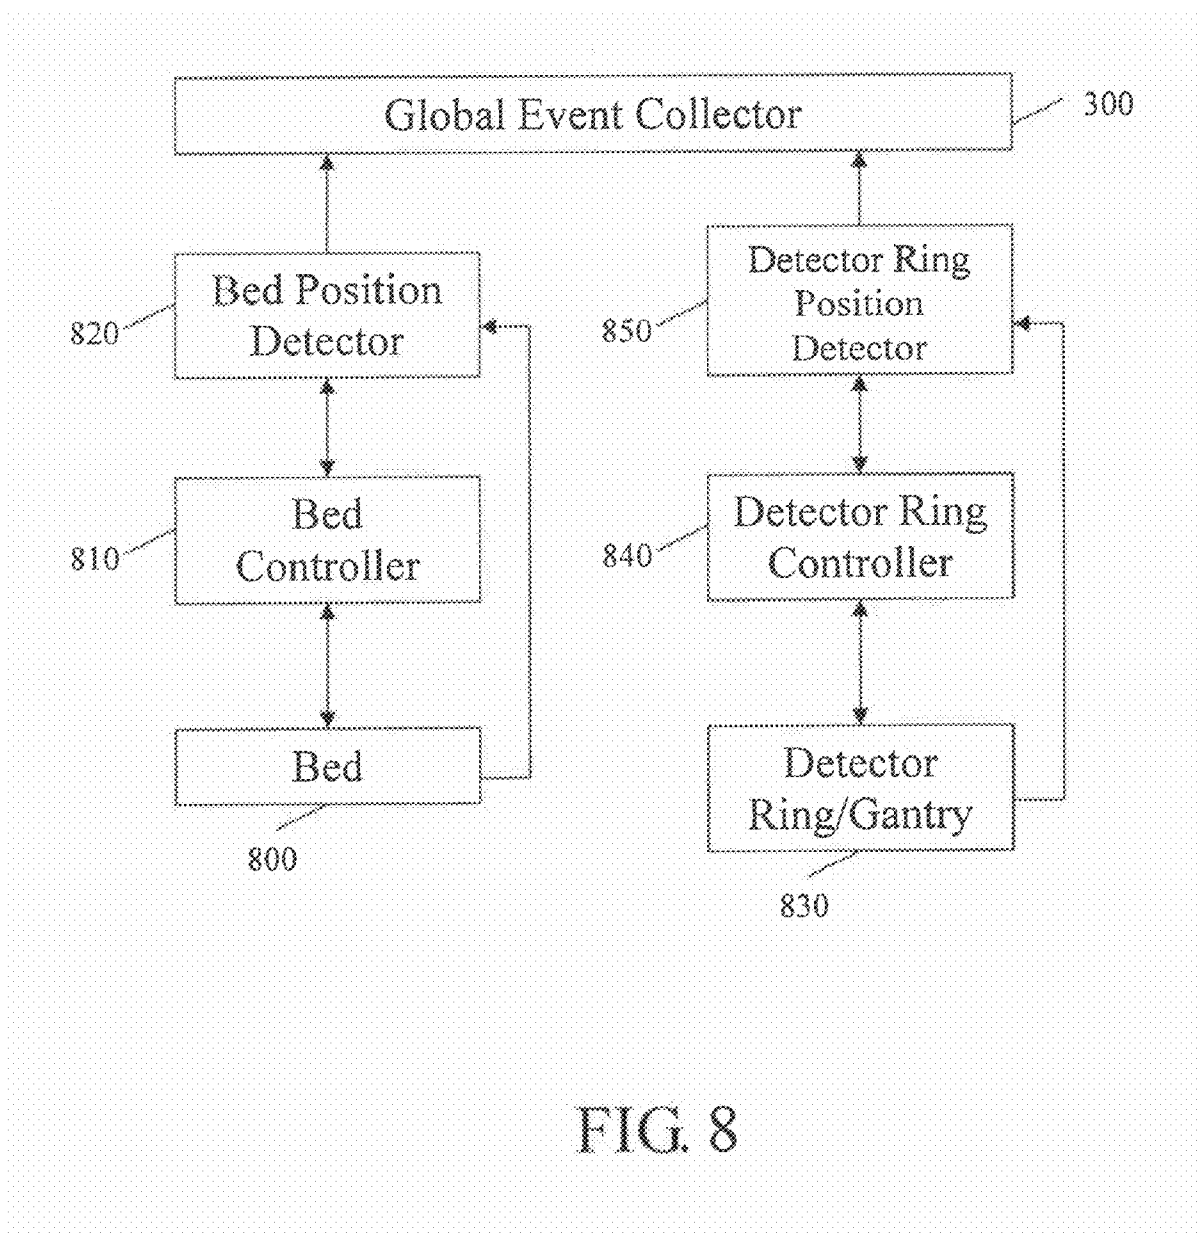 Global Event Collector
300
Bed Position
Detector
820
Detector Ring
Position
Detector
850
Bed
Controller
810
Detector Ring
Controller
840
Bed
800
Detector
Ring/Gantry
830
FIG. 8